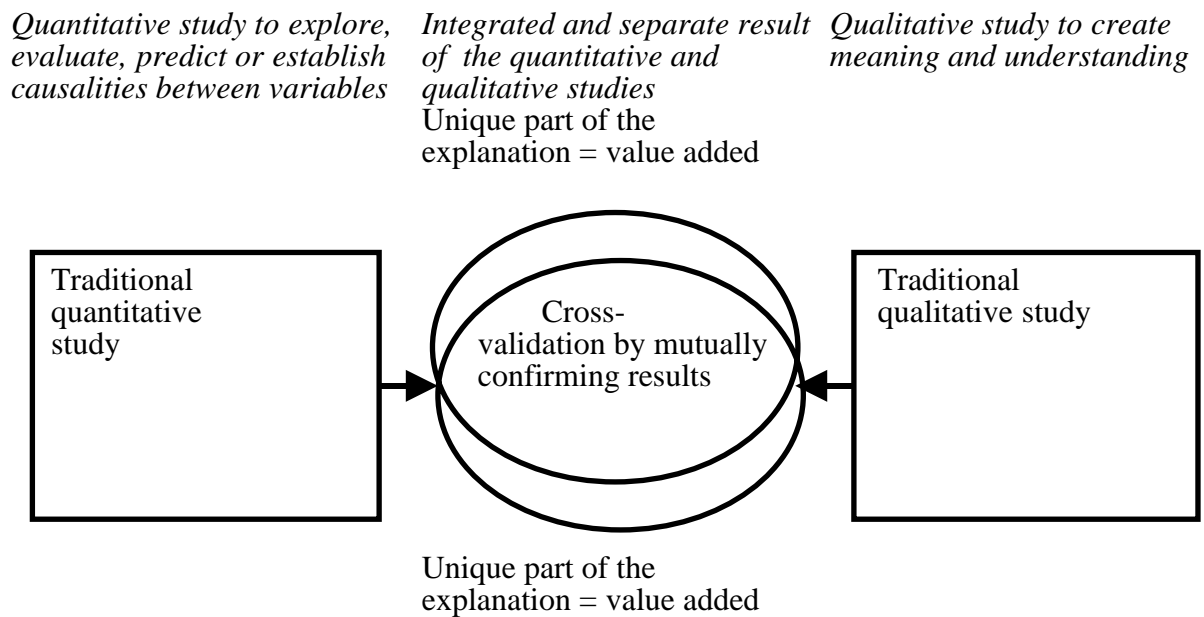 Quantitative study to explore,
evaluate, predict or establish
causalities between variables
Integrated and separate result
of the quantitative and
qualitative studies
Unique part of the
explanation = value added
Qualitative study to create
meaning and understanding
Traditional
quantitative
study
Cross-
validation by mutually
confirming results
Traditional
qualitative study
Unique part of the
explanation = value added